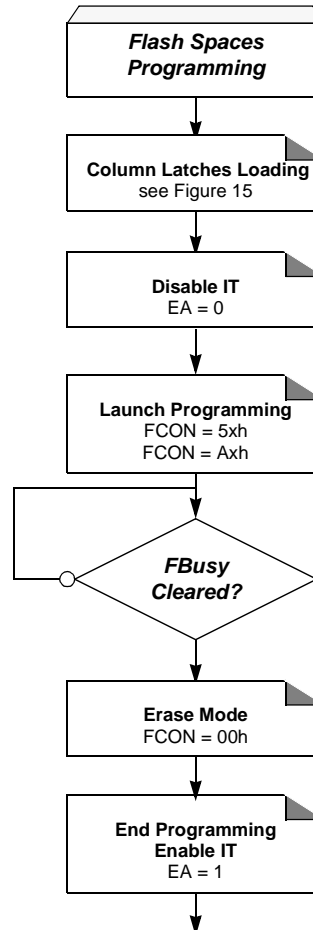 Flash Spaces
Programming
Column Latches Loading
see Figure 15
Disable IT
EA = 0
Launch Programming
FCON = 5xh
FCON = Axh
FBusy
Cleared?
Erase Mode
FCON = 00h
End Programming
Enable IT
EA = 1